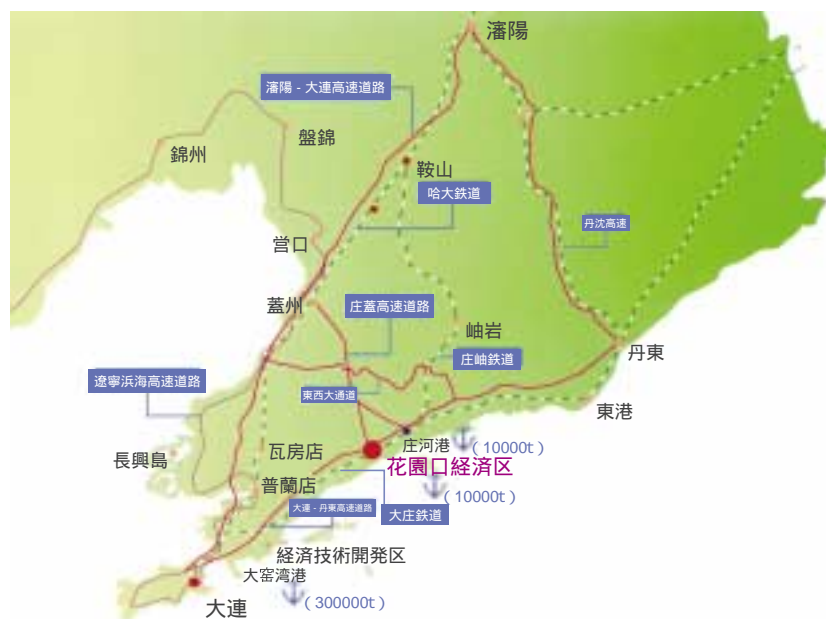 瀋陽
瀋陽 - 大連高速道路
盤錦
錦州
鞍山
哈大鉄道
丹沈高速
営口
蓋州
庄蓋高速道路
岫岩
丹東
庄岫鉄道
遼寧浜海高速道路
東西大通道
東港
庄河港
(10000t)
瓦房店
長興島
花園口経済区
普蘭店
(10000t)
大連 - 丹東高速道路
大庄鉄道
経済技術開発区
大窑湾港
(300000t)
大連